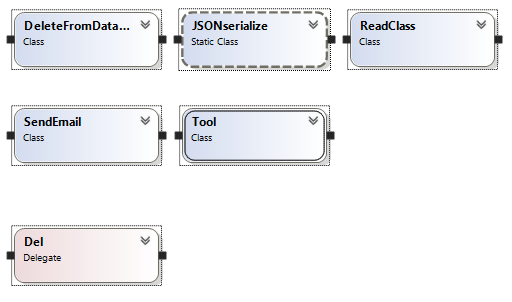 DeleteFromData...
Class
JSONserialize
Static Class
ReadClass
Class
SendEmail
Class
Tool
Class
Del
Delegate